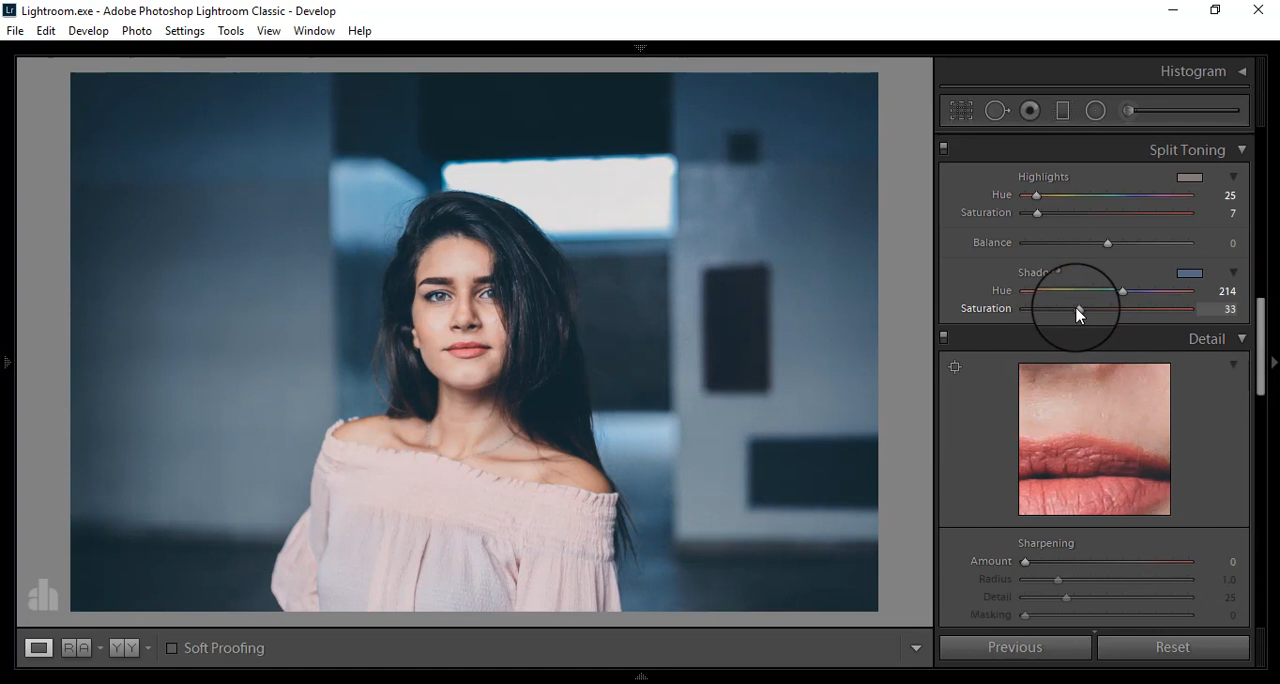 Lr Lightroom.exe - Adobe Photoshop Lightroom Classic - Develop
File Edit Develop Photo Settings Tools View Window Help
Histogram
Split Toning
Highlights
Hue 25
Saturation 7
Balance 0
Hue 214
Saturation 33
Detail
Sharpening
Amount 0
Radius 1.0
Detail 25
Masking 0
ah
R A Y Y Soft Proofing Previous Reset